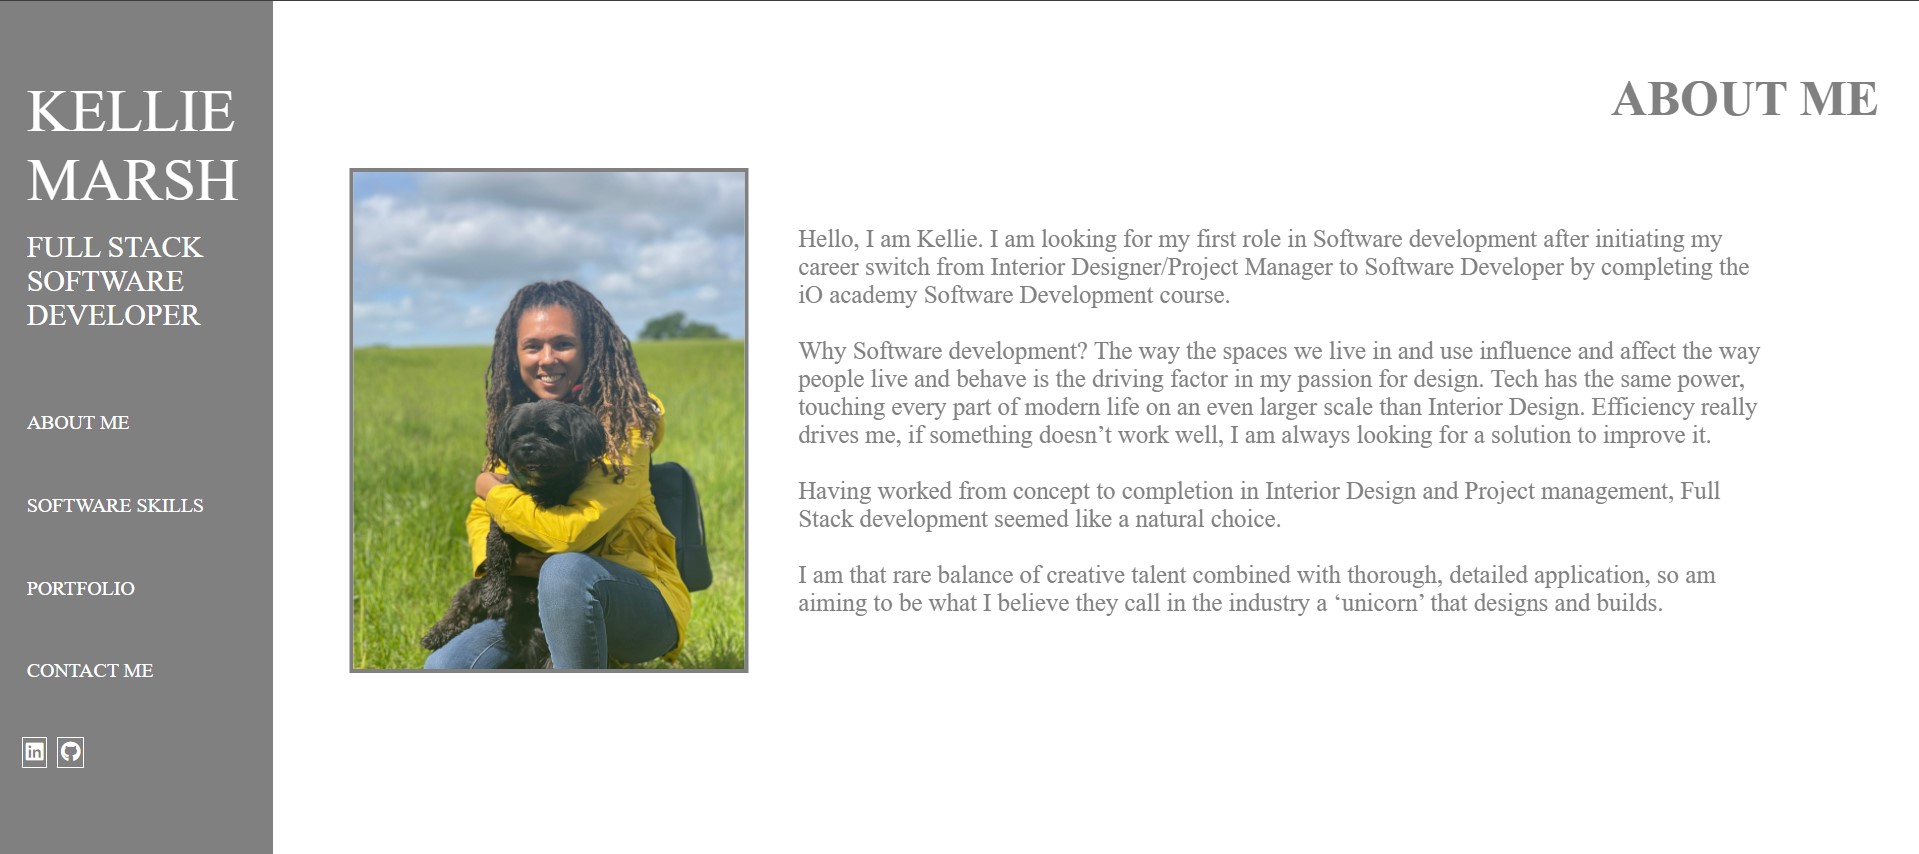 KELLIE
MARSH
FULL STACK
SOFTWARE
DEVELOPER
ABOUT ME
SOFTWARE SKILLS
PORTFOLIO
CONTACT ME
in
ABOUT ME
Hello, I am Kellie. I am looking for my first role in Software development after initiating my
career switch from Interior Designer/Project Manager to Software Developer by completing the
iO academy Software Development course.
Why Software development? The way the spaces we live in and use influence and affect the way
people live and behave is the driving factor in my passion for design. Tech has the same power,
touching every part of modern life on an even larger scale than Interior Design. Efficiency really
drives me, if something doesn’t work well, I am always looking for a solution to improve it.
Having worked from concept to completion in Interior Design and Project management, Full
Stack development seemed like a natural choice.
I am that rare balance of creative talent combined with thorough, detailed application, so am
aiming to be what I believe they call in the industry a ‘unicorn’ that designs and builds.